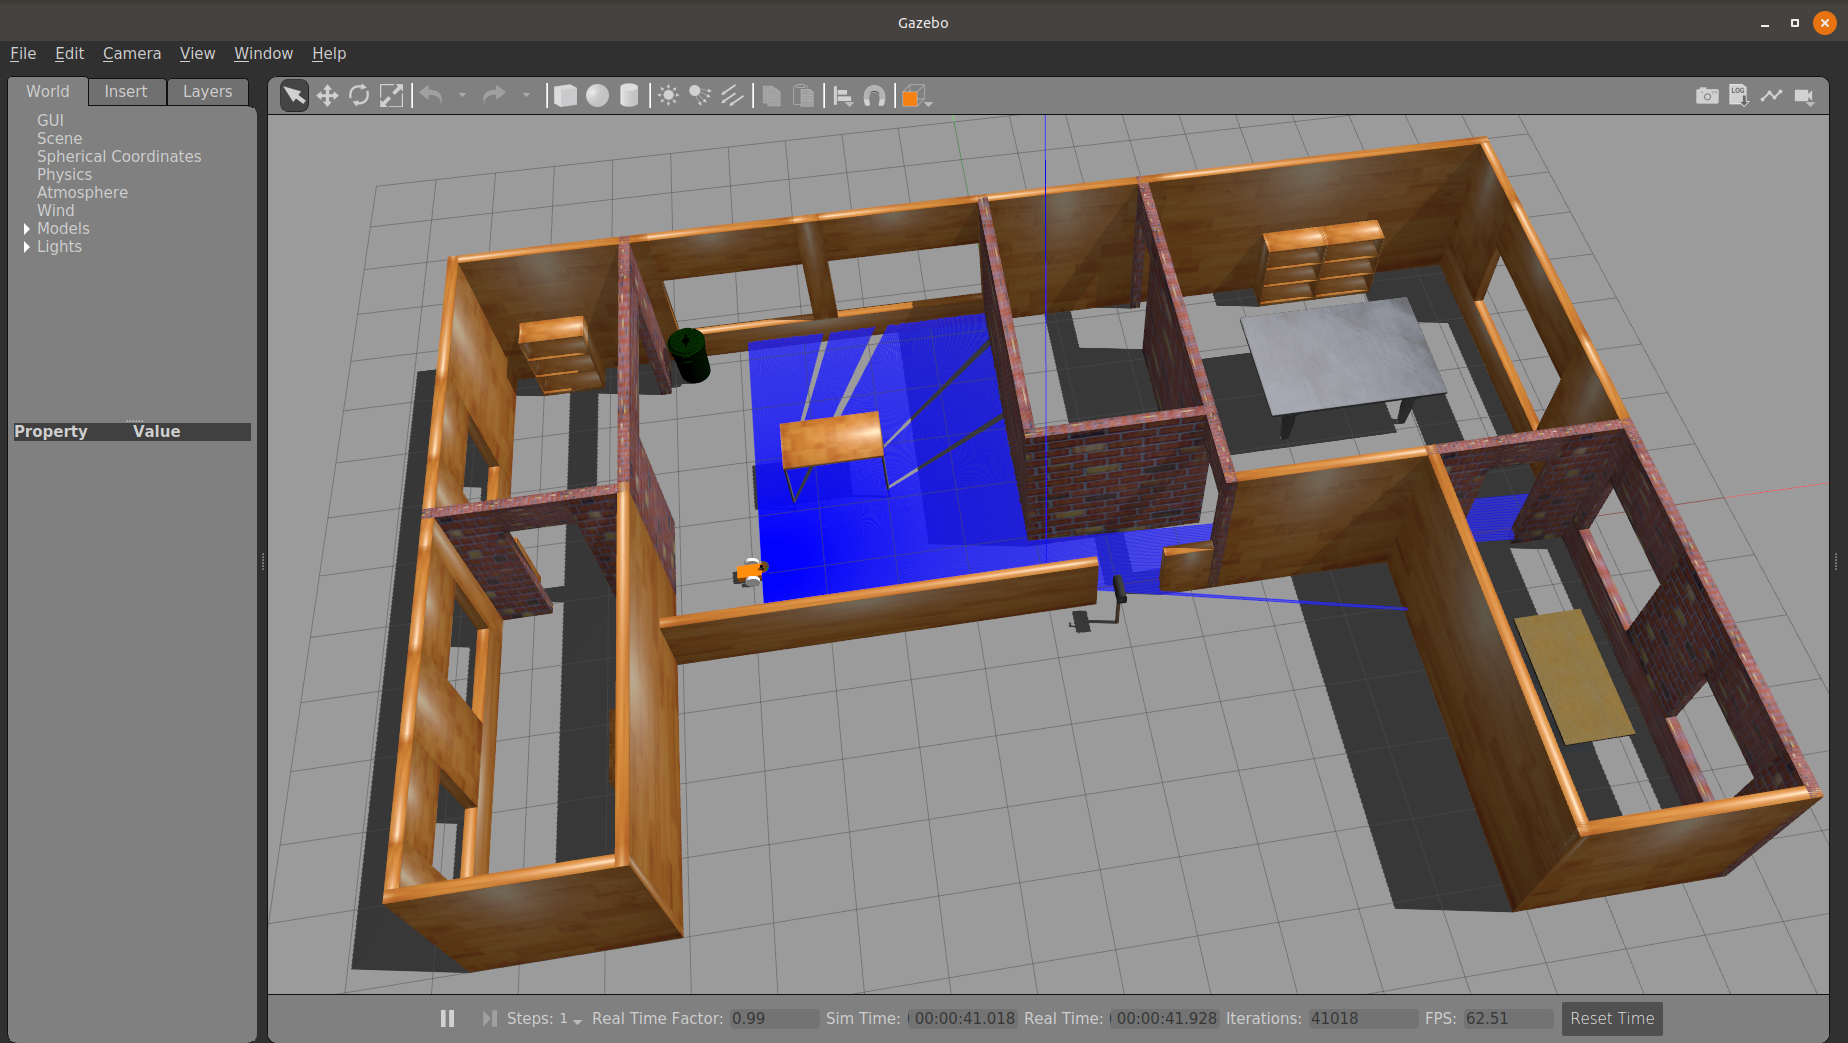 Gazebo
File Edit Camera View Window Help
World Insert Layers
LOG
GUI
Scene
Spherical Coordinates
Physics
Atmosphere
Wind
Models
Lights
Property Value
Steps: 1 Real Time Factor: 0.99 Sim Time: 00:00:41.018 Real Time: 00:00:41.928 Iterations: 41018 FPS: 62.51 Reset Time